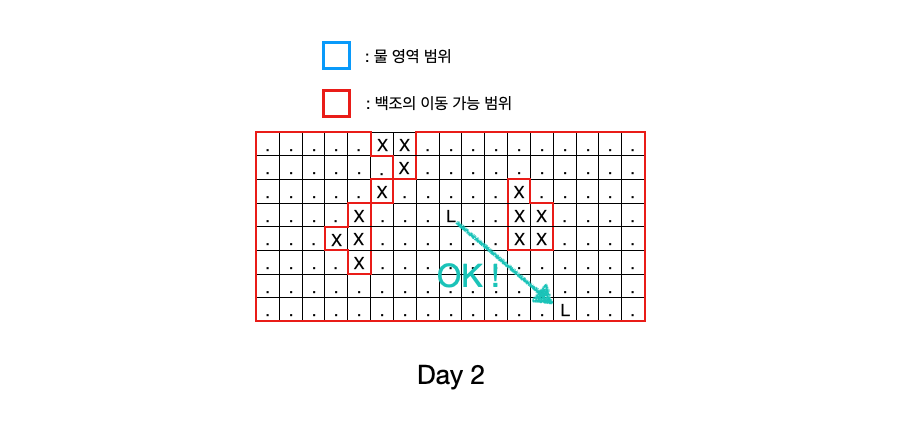 : 물 영역 범위
: 백조의 이동 가능 범위
. . . . . X X . . . . . . . . . .
. . . . . . X . . . . . . . . . .
. . . . . X . . . . . X . . . . .
. . . . X . . . L . . X X . . . .
. . . X X . . . . . . X X . . . .
. . . . X . . . . . . . . . . . .
OK !
. . . . . . . . . . . . . . . . .
. . . . . . . . . . . . . L . . .
Day 2